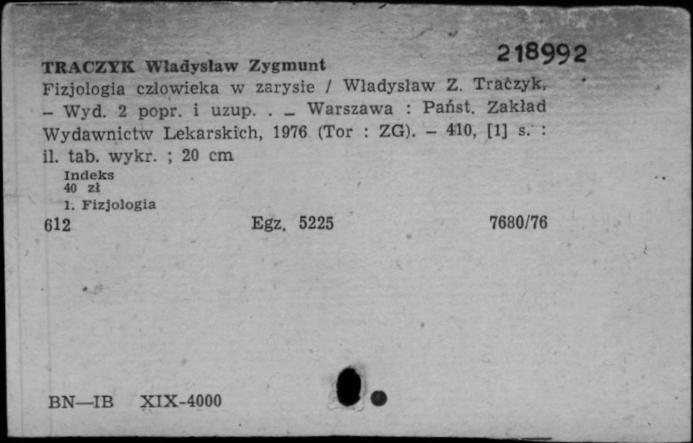 218992
TRACZYK Władysław Zygmunt
Fizjologia człowieka w zarysie / Władysław Z. Traczyk.
– Wyd. 2 popr. i uzup. . – Warszawa : Państ. Zakład
Wydawnictw Lekarskich, 1976 (Tor : ZG). – 410, [1] s. :
il. tab. wykr. ; 20 cm
Indeks
40 zł
1. Fizjologia
612 Egz. 5225 7680/76
BN—IB XIX-4000